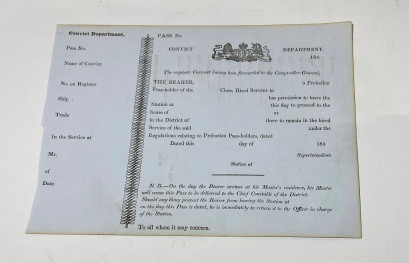 Convict Department.
Pass No.
Name of Convict
No. on Register
Ship
Trade
In the Service of
Mr.
of
Date
PASS No.
CONVICT DEPARTMENT.
184
The requisite Consent having been forwarded to the Comptroller-General,
THE BEARER, a Probation
Pass-holder of the Class, Hired Servant to
has permission to leave the
Station at this day to proceed to the
house of at
in the District of there to remain in the hired
Service of the said under the
Regulations relating to Probation Pass-holders, dated
Dated this day of 184
Superintendent
Station at
N. B.—On the day the Bearer arrives at his Master's residence, his Master
will cause this Pass to be delivered to the Chief Constable of the District.
Should any thing prevent the Bearer from leaving the Station at
on the day this Pass is dated, he is immediately to return it to the Officer in charge
of the Station.
To all whom it may concern.